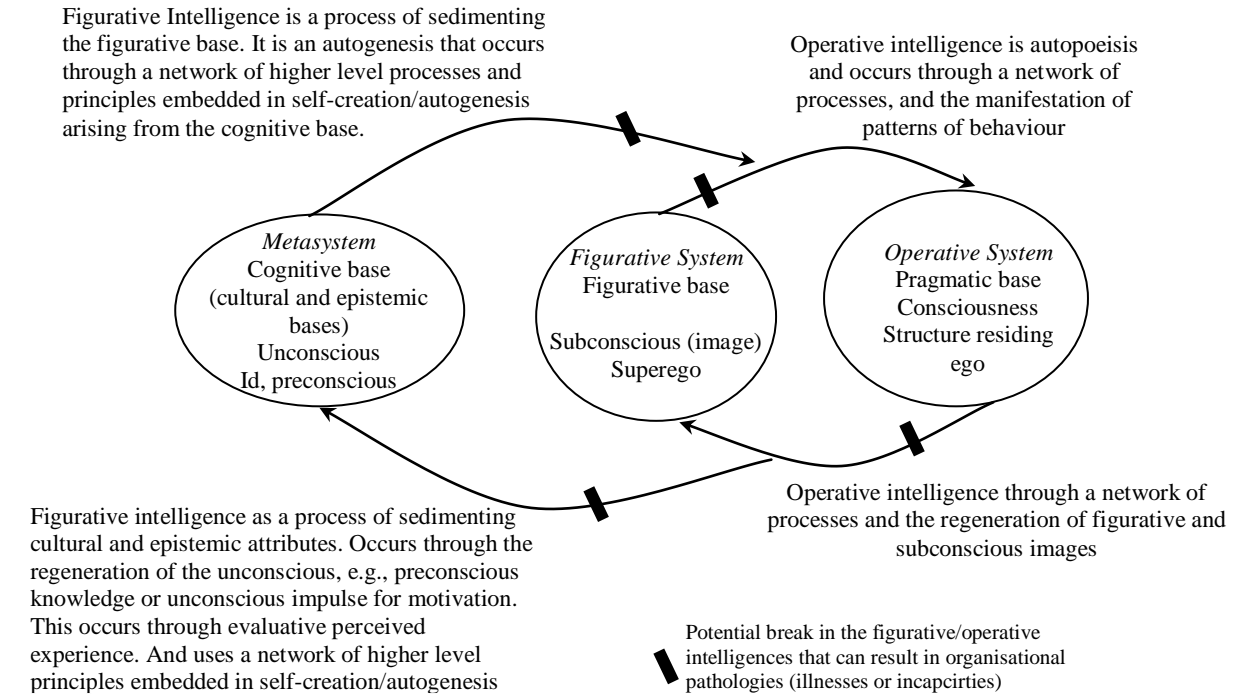 Figurative Intelligence is a process of sedimenting
the figurative base. It is an autogenesis that occurs
through a network of higher level processes and
principles embedded in self-creation/autogenesis
arising from the cognitive base.
Operative intelligence is autopoeisis
and occurs through a network of
processes, and the manifestation of
patterns of behaviour
Metasystem
Cognitive base
(cultural and epistemic
bases)
Unconscious
Id, preconscious
Figurative System
Figurative base
Subconscious (image)
Superego
Operative System
Pragmatic base
Consciousness
Structure residing
ego
Figurative intelligence as a process of sedimenting
cultural and epistemic attributes. Occurs through the
regeneration of the unconscious, e.g., preconscious
knowledge or unconscious impulse for motivation.
This occurs through evaluative perceived
experience. And uses a network of higher level
principles embedded in self-creation/autogenesis
Operative intelligence through a network of
processes and the regeneration of figurative and
subconscious images
Potential break in the figurative/operative
intelligences that can result in organisational
pathologies (illnesses or incapcirties)